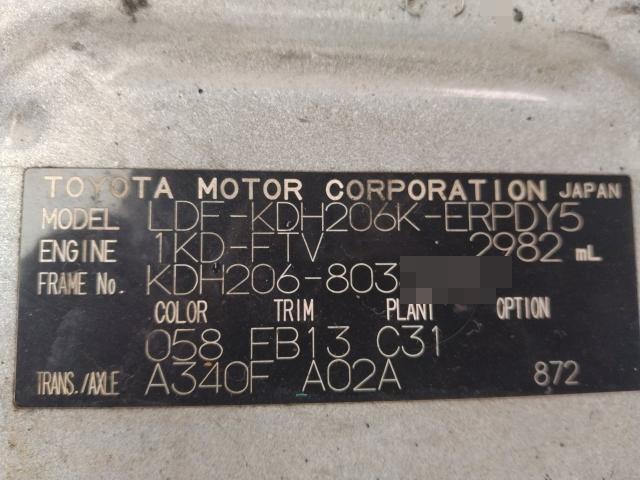 TOYOTA MOTOR CORPORATION JAPAN
MODEL LDF-KDH206K-ERPDY5
ENGINE 1KD-FTV 2982 mL
FRAME No. KDH206-803
COLOR TRIM PLANT OPTION
058 FB13 C31
TRANS./AXLE A340F A02A 872